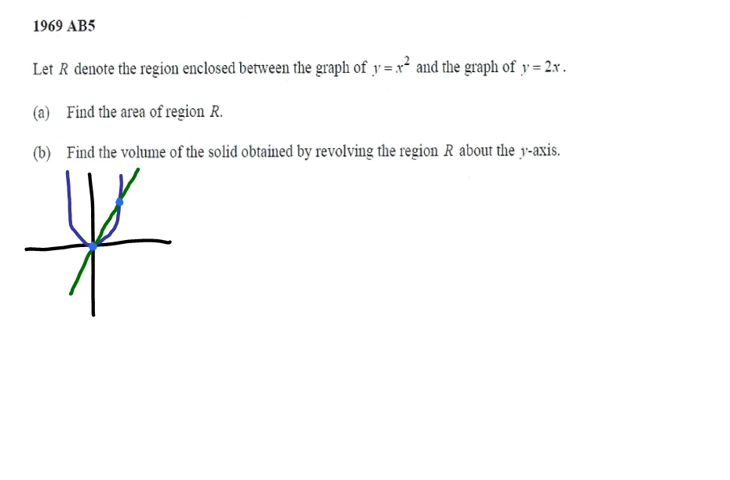 1969 AB5
Let R denote the region enclosed between the graph of y = x² and the graph of y = 2x.
(a) Find the area of region R.
(b) Find the volume of the solid obtained by revolving the region R about the y-axis.